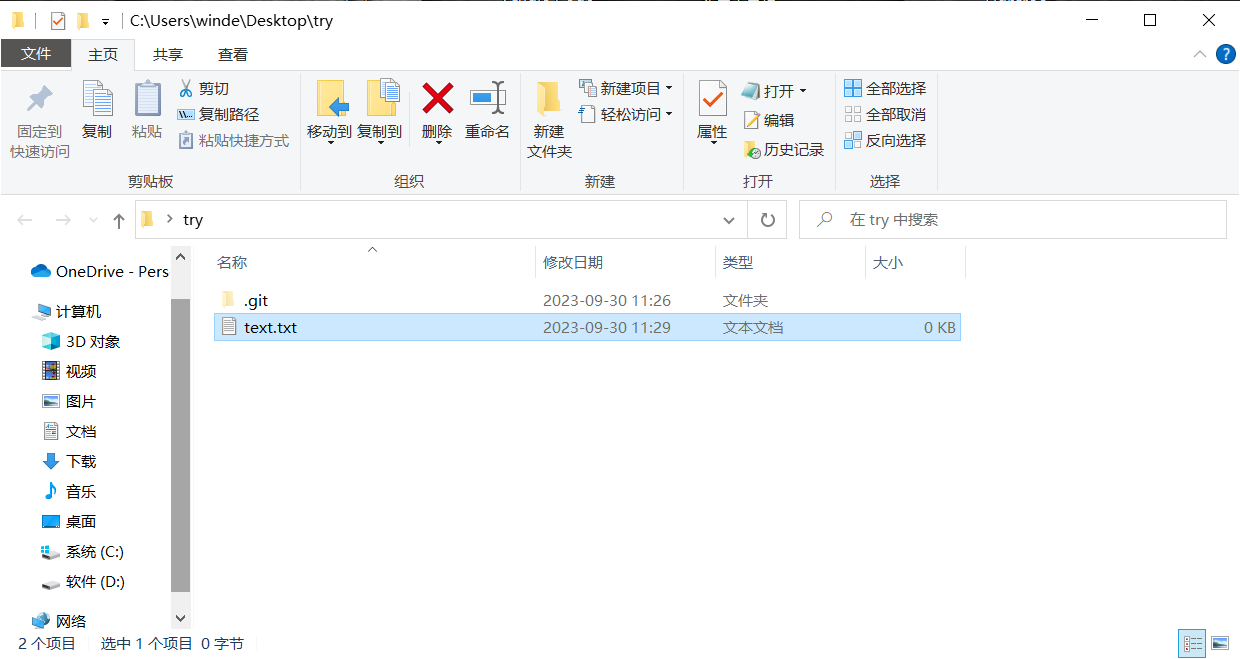 C:\Users\winde\Desktop\try
文件 主页 共享 查看
固定到快速访问 复制 粘贴 剪切 复制路径 粘贴快捷方式
剪贴板
移动到 复制到 删除 重命名
组织
新建文件夹 新建项目 轻松访问
新建
属性 打开 编辑 历史记录
打开
全部选择 全部取消 反向选择
选择
try
在 try 中搜索
OneDrive - Pers
计算机
3D 对象
视频
图片
文档
下载
音乐
桌面
系统 (C:)
软件 (D:)
网络
名称 修改日期 类型 大小
.git 2023-09-30 11:26 文件夹
text.txt 2023-09-30 11:29 文本文档 0 KB
2 个项目 选中 1 个项目 0 字节